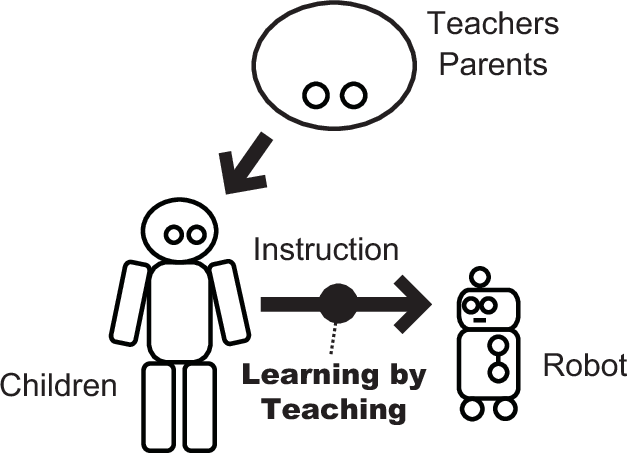 Teachers
Parents
Instruction
Children
Learning by
Teaching
Robot